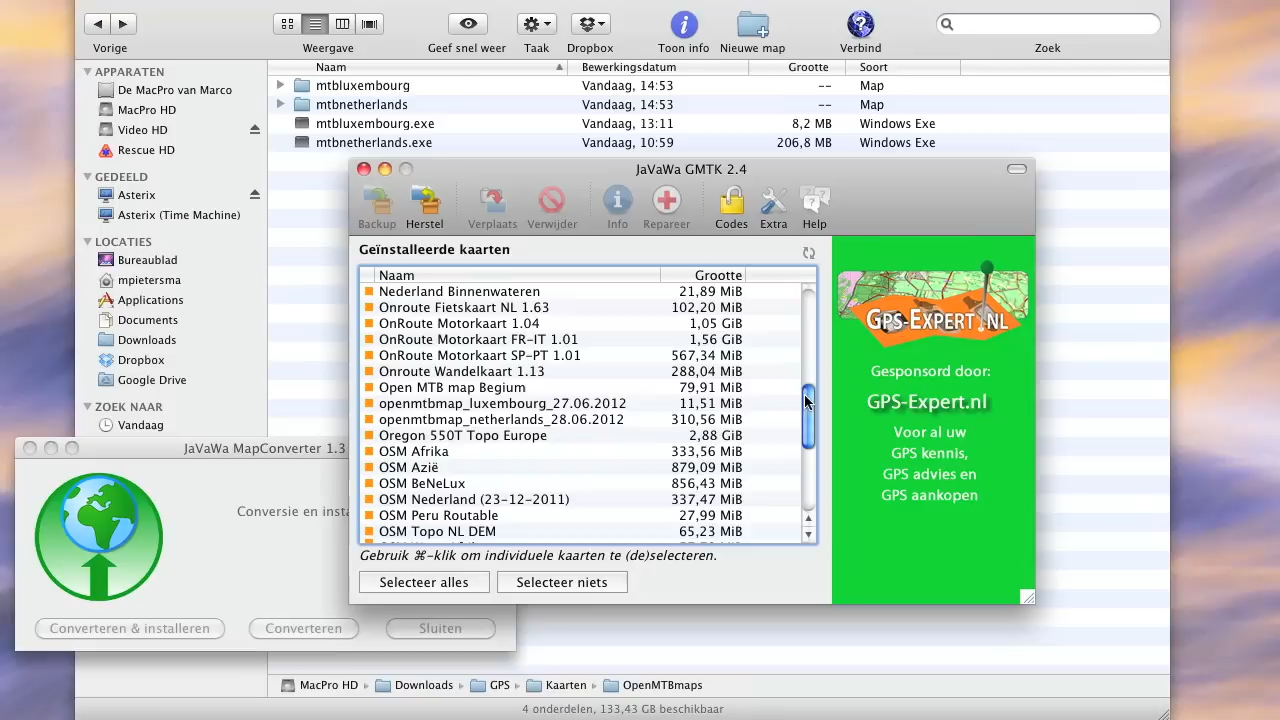 Vorige
Weergave
Geef snel weer
Taak
Dropbox
Toon info
Nieuwe map
Verbind
Zoek
APPARATEN
De MacPro van Marco
MacPro HD
Video HD
Rescue HD
GEDEELD
Asterix
Asterix (Time Machine)
LOCATIES
Bureaublad
mpietersma
Applications
Documents
Downloads
Dropbox
Google Drive
ZOEK NAAR
Vandaag
Naam Bewerkingsdatum Grootte Soort
mtbluxembourg Vandaag, 14:53 -- Map
mtbnetherlands Vandaag, 14:53 -- Map
mtbluxembourg.exe Vandaag, 13:11 8,2 MB Windows Exe
mtbnetherlands.exe Vandaag, 10:59 206,8 MB Windows Exe
JaVaWa GMTK 2.4
Backup
Herstel
Verplaats
Verwijder
Info
Repareer
Codes
Extra
Help
Geïnstalleerde kaarten
Naam Grootte
Nederland Binnenwateren 21,89 MiB
Onroute Fietskaart NL 1.63 102,20 MiB
OnRoute Motorkaart 1.04 1,05 GiB
OnRoute Motorkaart FR-IT 1.01 1,56 GiB
OnRoute Motorkaart SP-PT 1.01 567,34 MiB
Onroute Wandelkaart 1.13 288,04 MiB
Open MTB map Begium 79,91 MiB
openmtbmap_luxembourg_27.06.2012 11,51 MiB
openmtbmap_netherlands_28.06.2012 310,56 MiB
Oregon 550T Topo Europe 2,88 GiB
OSM Afrika 333,56 MiB
OSM Azië 879,09 MiB
OSM BeNeLux 856,43 MiB
OSM Nederland (23-12-2011) 337,47 MiB
OSM Peru Routable 27,99 MiB
OSM Topo NL DEM 65,23 MiB
Gebruik ⌘-klik om individuele kaarten te (de)selecteren.
Selecteer alles
Selecteer niets
GPS-EXPERT.NL
Gesponsord door:
GPS-Expert.nl
Voor al uw
GPS kennis,
GPS advies en
GPS aankopen
JaVaWa MapConverter 1.3
Conversie en insta
Converteren & installeren
Converteren
Sluiten
MacPro HD Downloads GPS Kaarten OpenMTBmaps
4 onderdelen, 133,43 GB beschikbaar